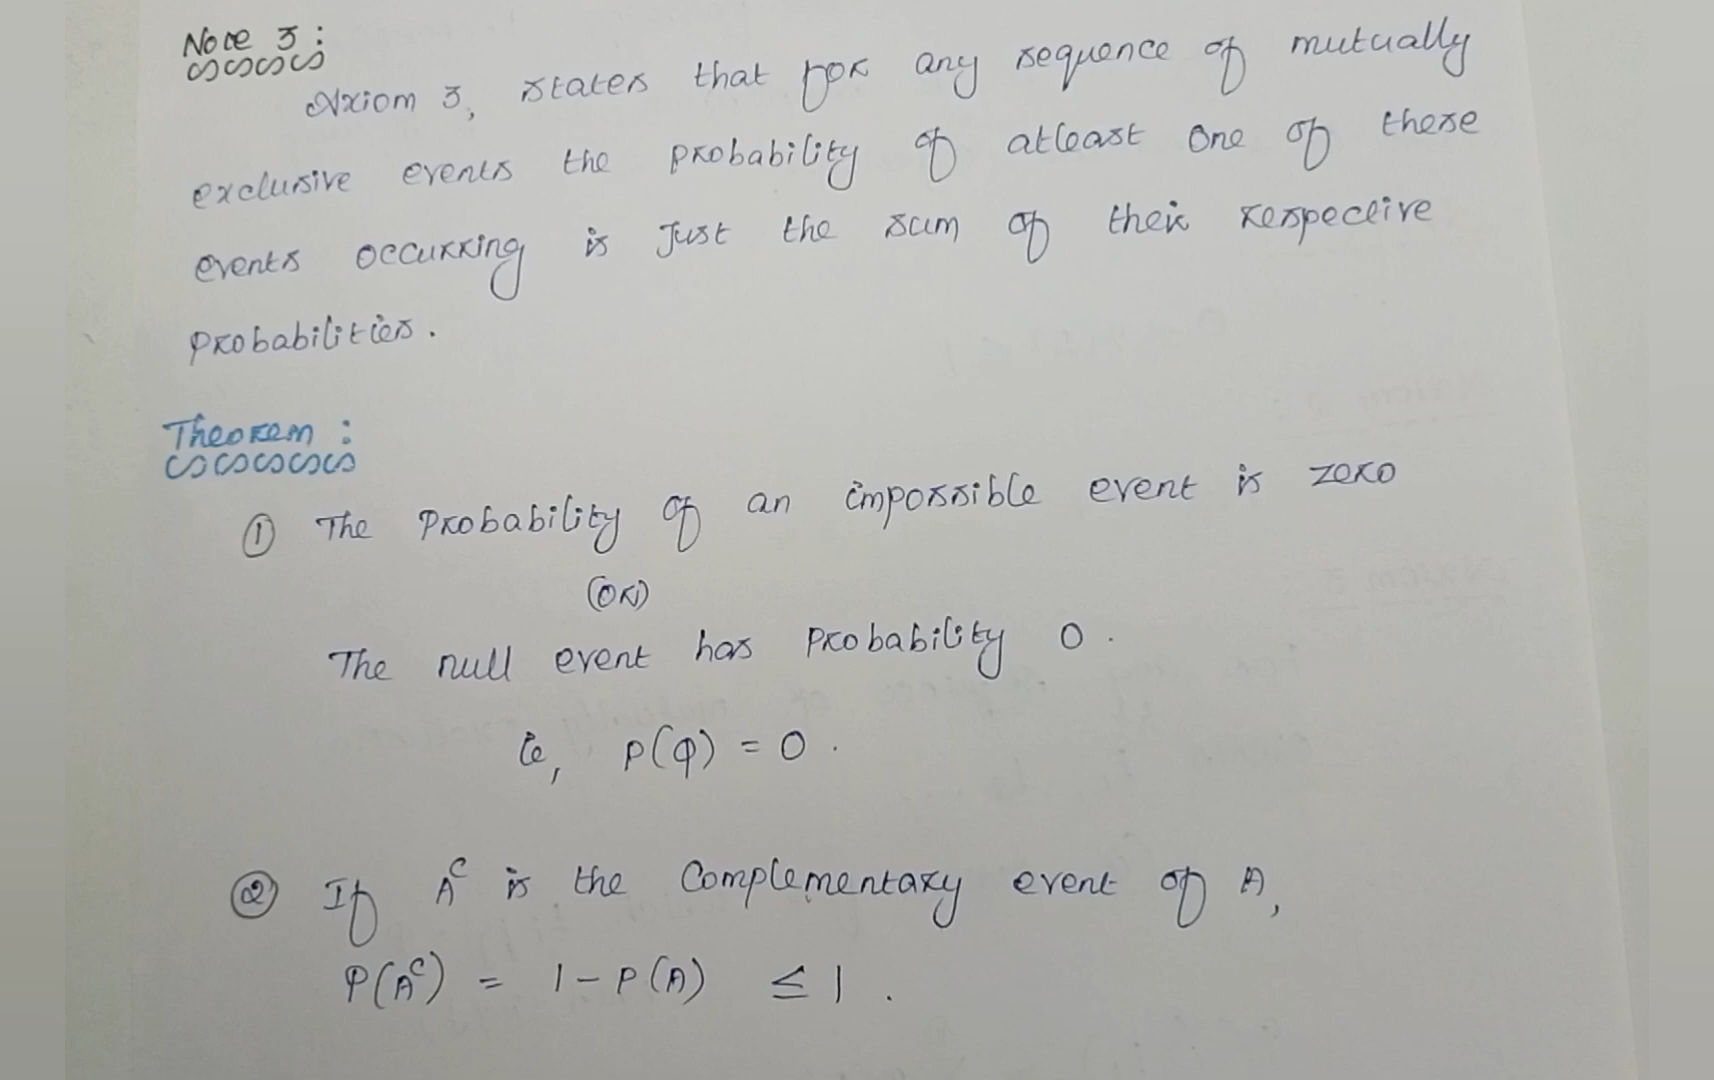 Note 3 :
Axiom 3, states that for any sequence of mutually
exclusive events the probability of atleast one of these
events occurring is Just the sum of their respective
probabilities.
Theorem :
① The Probability of an impossible event is zero
(OR)
The null event has Probability 0.
ie, P(φ) = 0.
② If Aᶜ is the Complementary event of A,
P(Aᶜ) = 1 - P(A) ≤ 1.